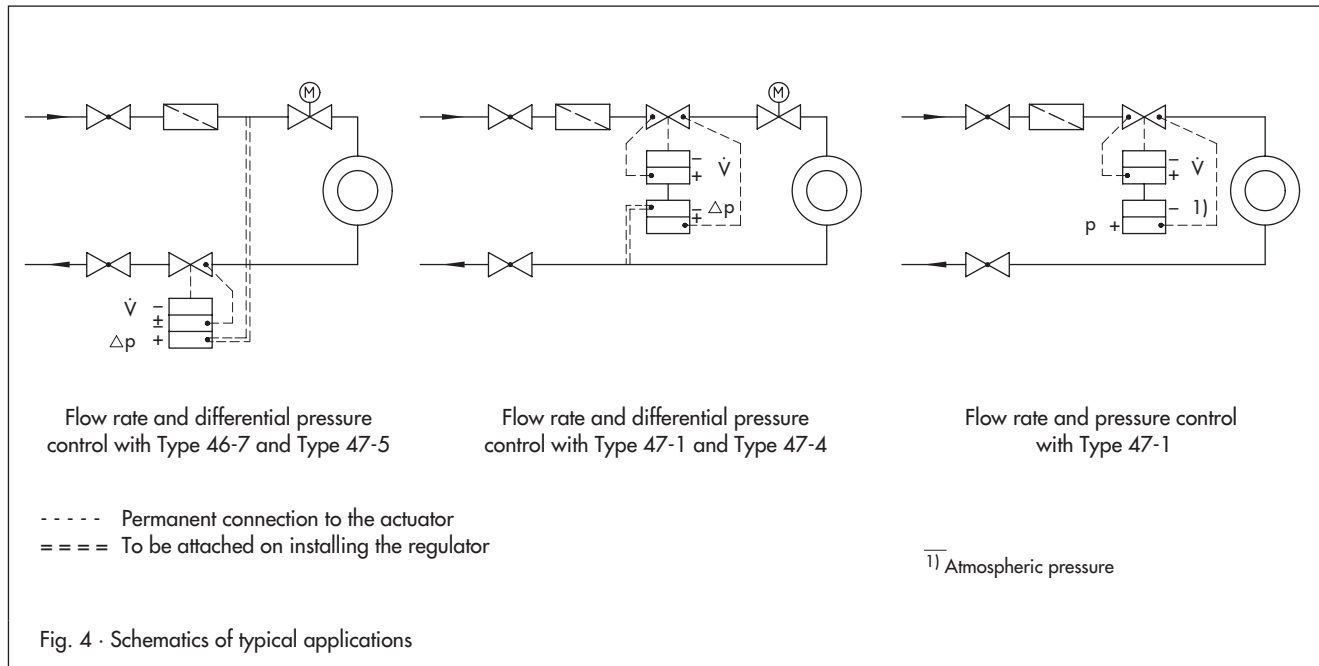 M
V̇
−
±
±
Δp
+
Flow rate and differential pressure
control with Type 46-7 and Type 47-5
M
−
+
V̇
−
+
Δp
Flow rate and differential pressure
control with Type 47-1 and Type 47-4
−
+
V̇
− 1)
p +
Flow rate and pressure control
with Type 47-1
- - - - - Permanent connection to the actuator
= = = = To be attached on installing the regulator
1) Atmospheric pressure
Fig. 4 · Schematics of typical applications